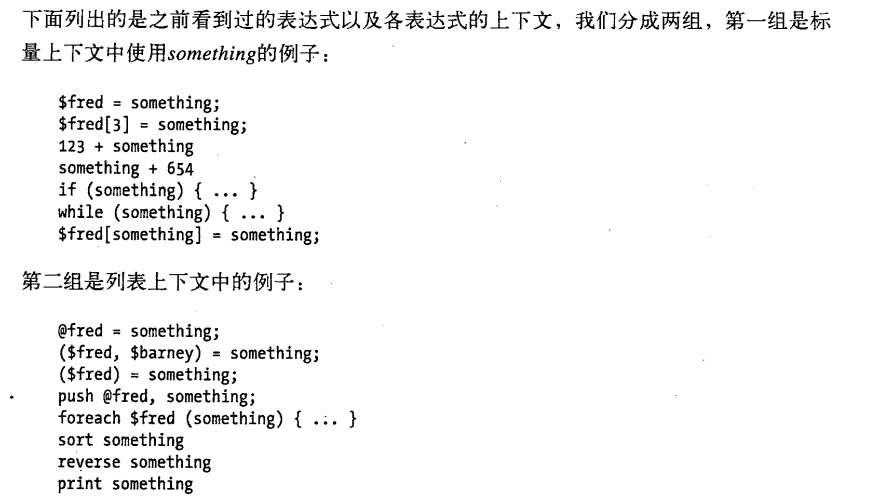 下面列出的是之前看到过的表达式以及各表达式的上下文，我们分成两组，第一组是标
量上下文中使用something的例子：
$fred = something;
$fred[3] = something;
123 + something
something + 654
if (something) { ... }
while (something) { ... }
$fred[something] = something;
第二组是列表上下文中的例子：
@fred = something;
($fred, $barney) = something;
($fred) = something;
push @fred, something;
foreach $fred (something) { ... }
sort something
reverse something
print something